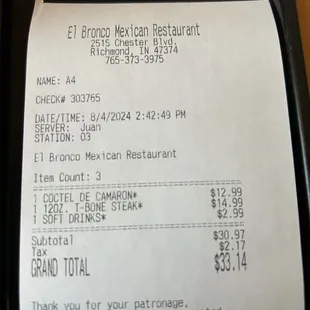 El Bronco Mexican Restaurant
2515 Chester Blvd.
Richmond, IN 47374
765-373-3975
NAME: A4
CHECK# 303765
DATE/TIME: 8/4/2024 2:42:49 PM
SERVER: Juan
STATION: 03
El Bronco Mexican Restaurant
Item Count: 3
1 COCTEL DE CAMARON* $12.99
1 12OZ. T-BONE STEAK* $14.99
1 SOFT DRINKS* $2.99
Subtotal $30.97
Tax $2.17
GRAND TOTAL $33.14
Thank you for your patronage.